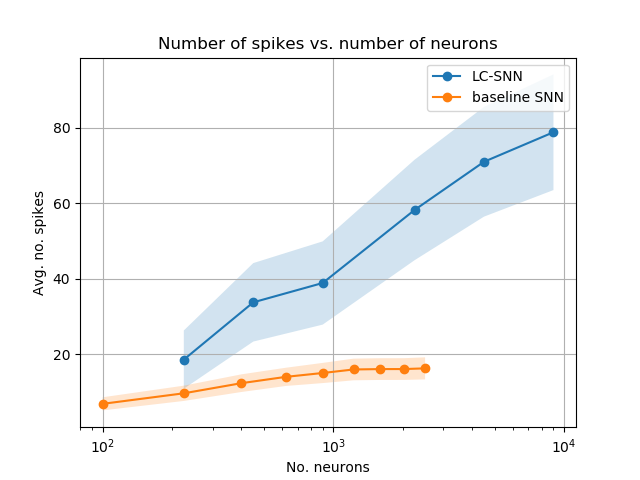 Number of spikes vs. number of neurons
LC-SNN
baseline SNN
80
60
40
20
Avg. no. spikes
10²
10³
10⁴
No. neurons